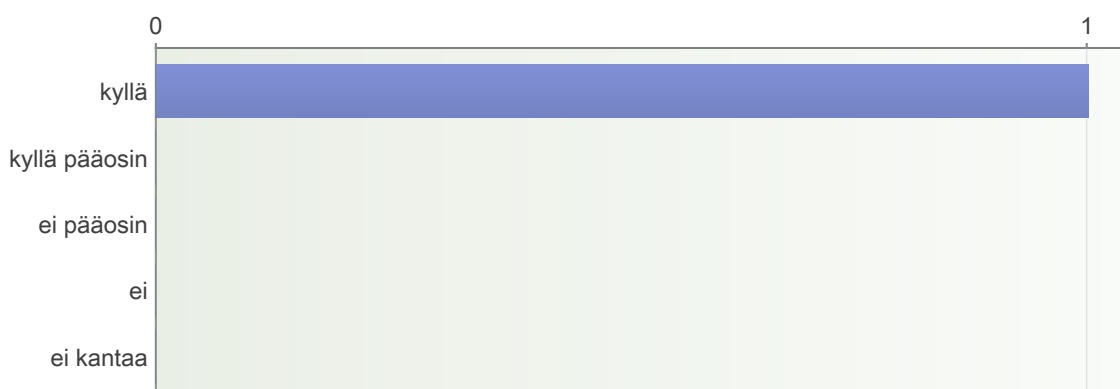 0 1
kyllä
kyllä pääosin
ei pääosin
ei
ei kantaa